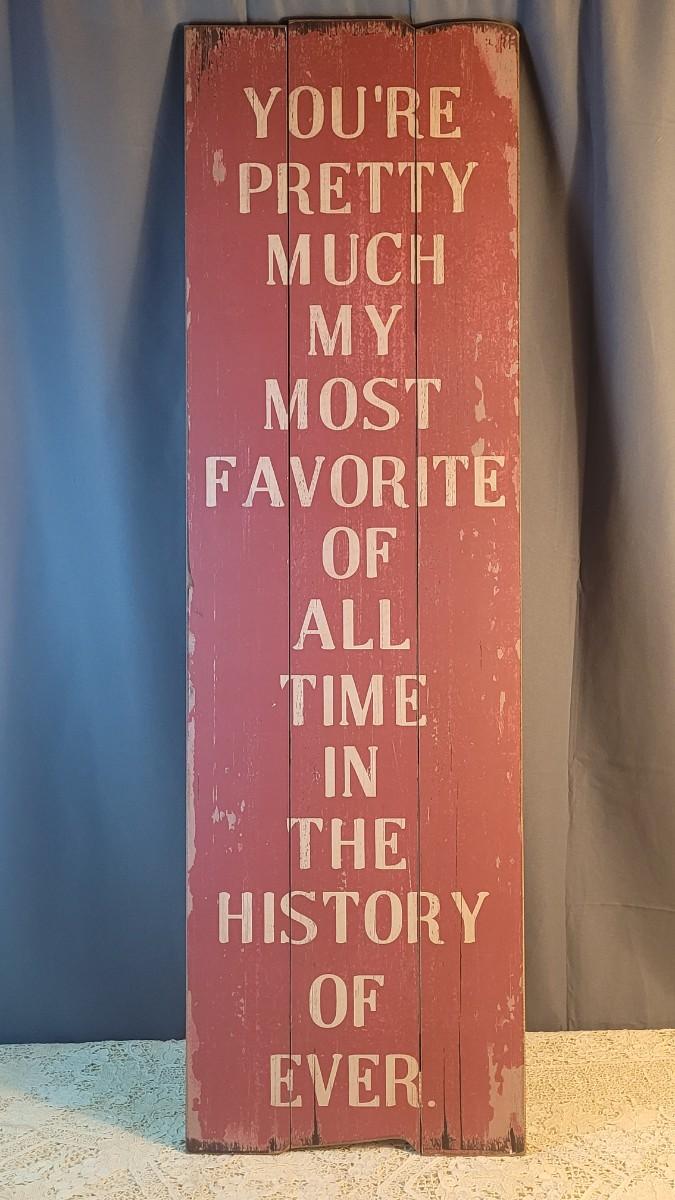 YOU'RE
PRETTY
MUCH
MY
MOST
FAVORITE
OF
ALL
TIME
IN
THE
HISTORY
OF
EVER.